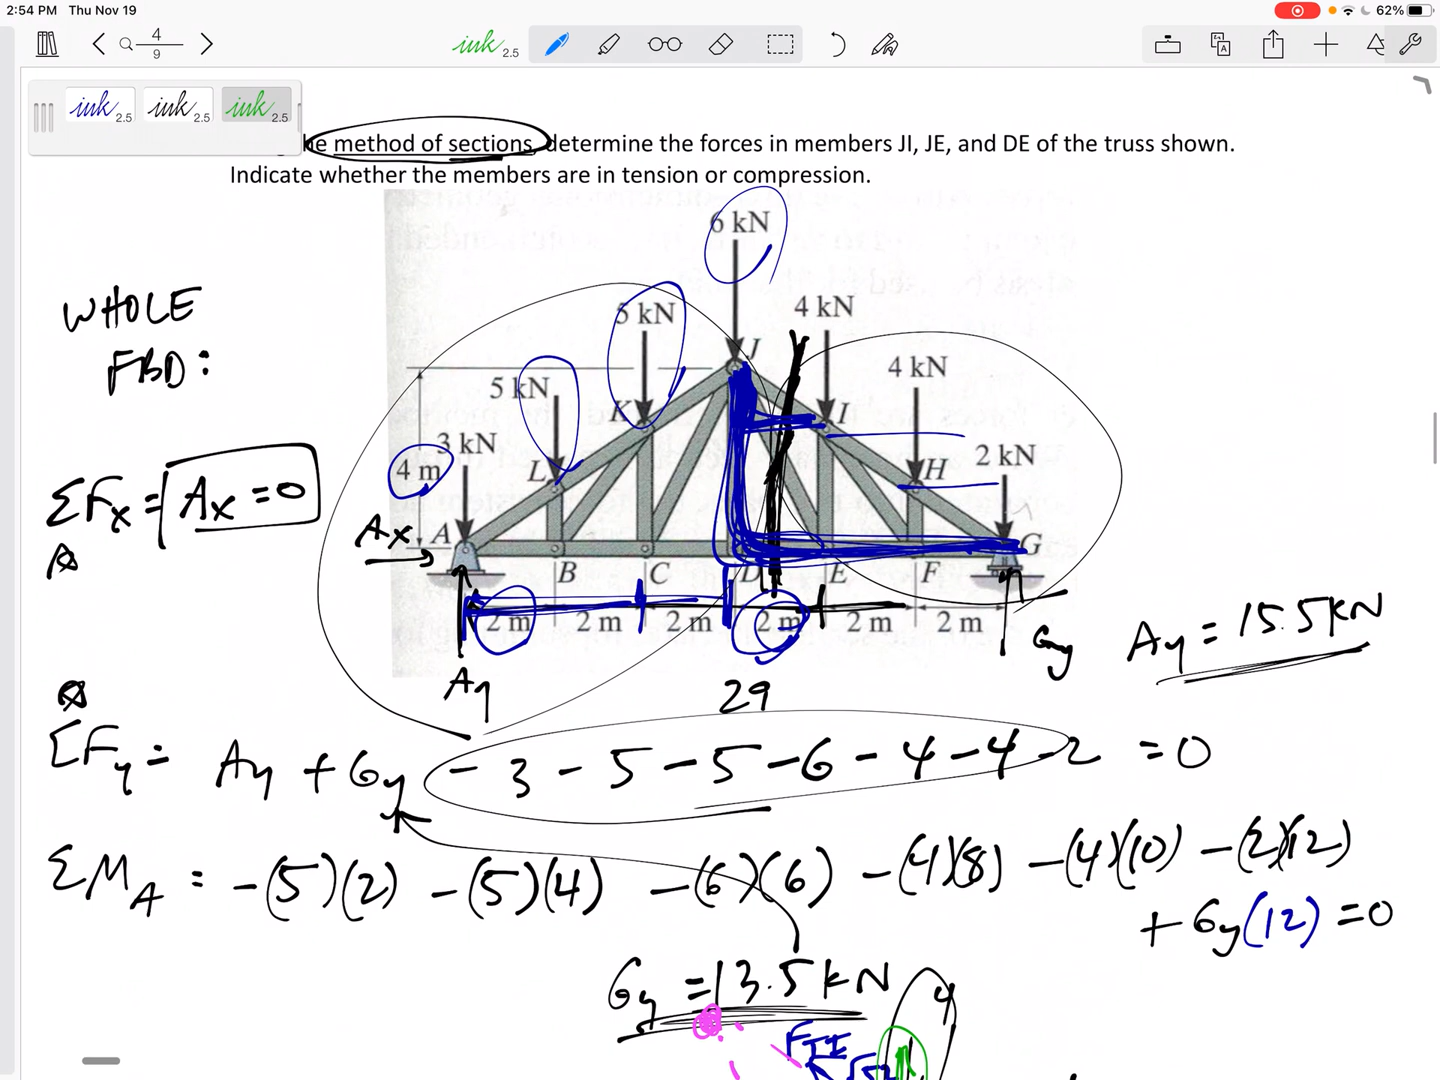 2:54 PM Thu Nov 19
62%
4
9
ink 2.5
ink 2.5
ink 2.5
ink 2.5
he method of sections, determine the forces in members JI, JE, and DE of the truss shown.
Indicate whether the members are in tension or compression.
6 kN
5 kN
4 kN
WHOLE
FBD:
J
5 kN
4 kN
K
I
3 kN
4 m
L
H
2 kN
ΣFx = Ax = 0
Ax
A
G
B
C
D
E
F
2 m
2 m
2 m
2 m
2 m
2 m
Ay
29
Gy
Ay = 15.5 kN
ΣFy = Ay + Gy - 3 - 5 - 5 - 6 - 4 - 4 - 2 = 0
ΣMA = -(5)(2) -(5)(4) -(6)(6) -(4)(8) -(4)(10) -(2)(12)
+ Gy(12) = 0
Gy = 13.5 kN
4